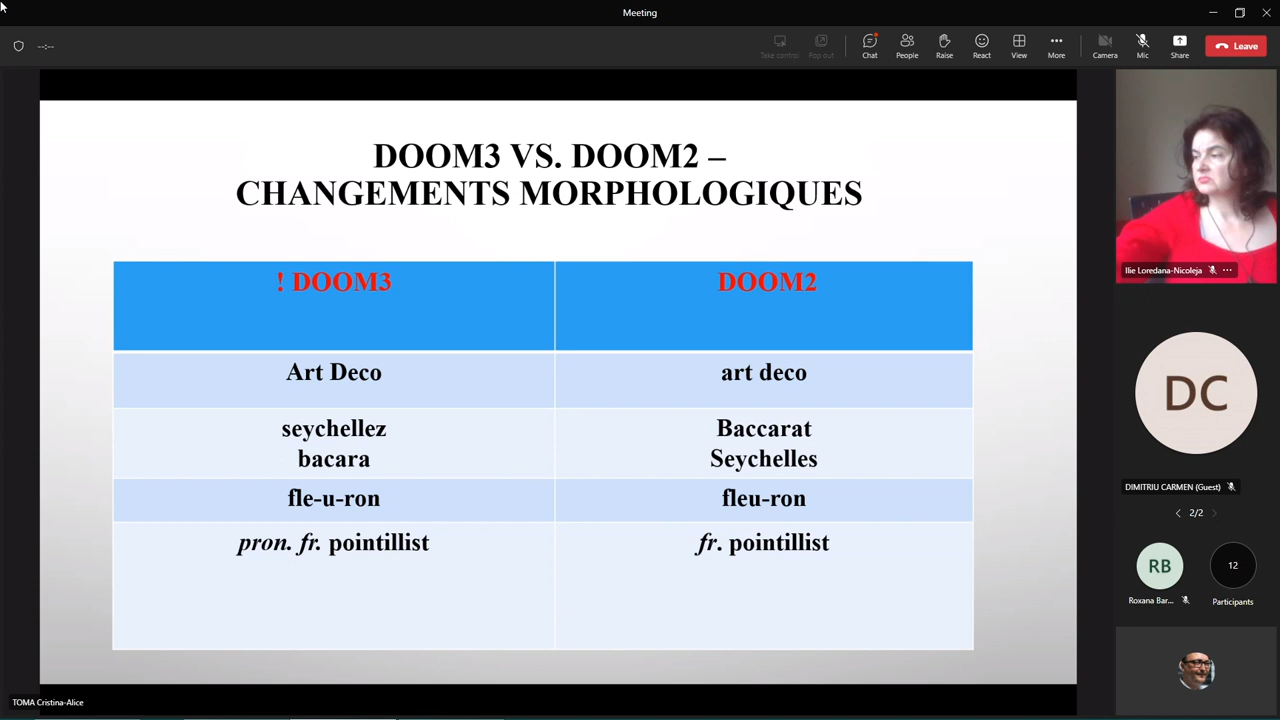 Meeting
--:--
Take control
Pop out
Chat
People
Raise
React
View
More
Camera
Mic
Share
Leave
DOOM3 VS. DOOM2 –
CHANGEMENTS MORPHOLOGIQUES
! DOOM3
DOOM2
Art Deco
art deco
seychellez
bacara
Baccarat
Seychelles
fle-u-ron
fleu-ron
pron. fr. pointillist
fr. pointillist
Ilie Loredana-Nicoleja
DC
DIMITRIU CARMEN (Guest)
2/2
RB
12
Roxana Bar...
Participants
TOMA Cristina-Alice